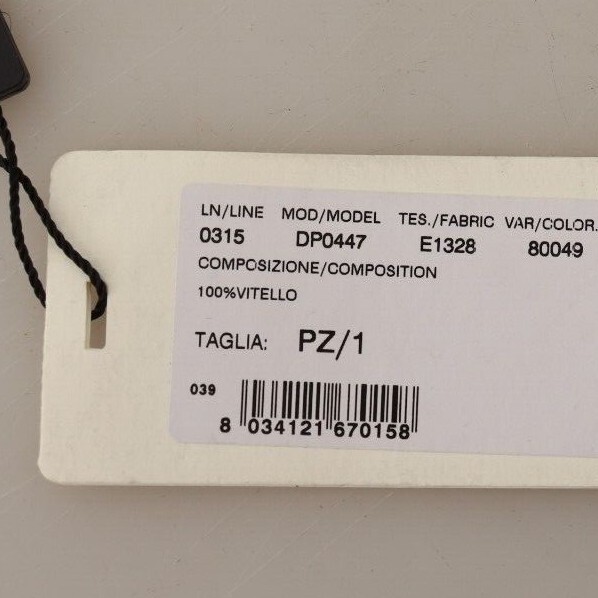 LN/LINE MOD/MODEL TES./FABRIC VAR/COLOR.
0315 DP0447 E1328 80049
COMPOSIZIONE/COMPOSITION
100%VITELLO
TAGLIA: PZ/1
039
8 034121 670158